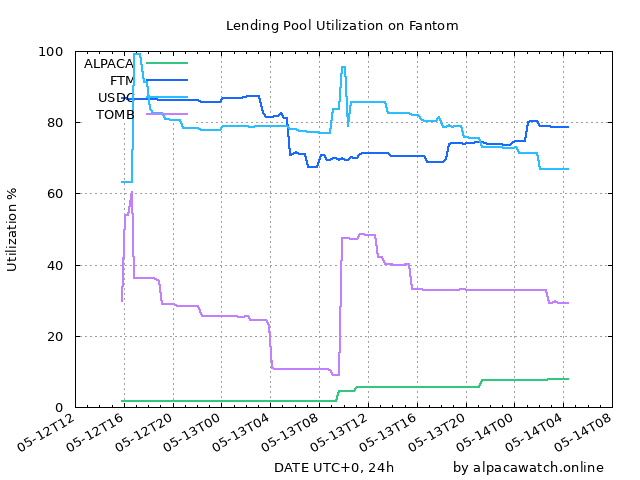 Lending Pool Utilization on Fantom
100
80
60
40
20
0
Utilization %
ALPACA
FTM
USDC
TOMB
05-12T12
05-12T16
05-12T20
05-13T00
05-13T04
05-13T08
05-13T12
05-13T16
05-13T20
05-14T00
05-14T04
05-14T08
DATE UTC+0, 24h
by alpacawatch.online